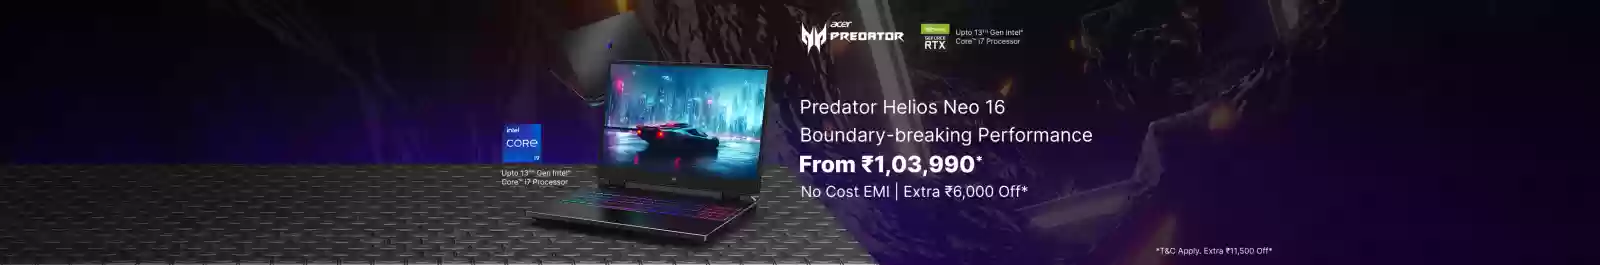 acer
PREDATOR
GEFORCE
RTX
Upto 13ᵀᴴ Gen Intel®
Core™ i7 Processor
intel
CORE
i7
Upto 13ᵀᴴ Gen Intel®
Core™ i7 Processor
Predator Helios Neo 16
Boundary-breaking Performance
From ₹1,03,990*
No Cost EMI | Extra ₹6,000 Off*
*T&C Apply. Extra ₹11,500 Off*